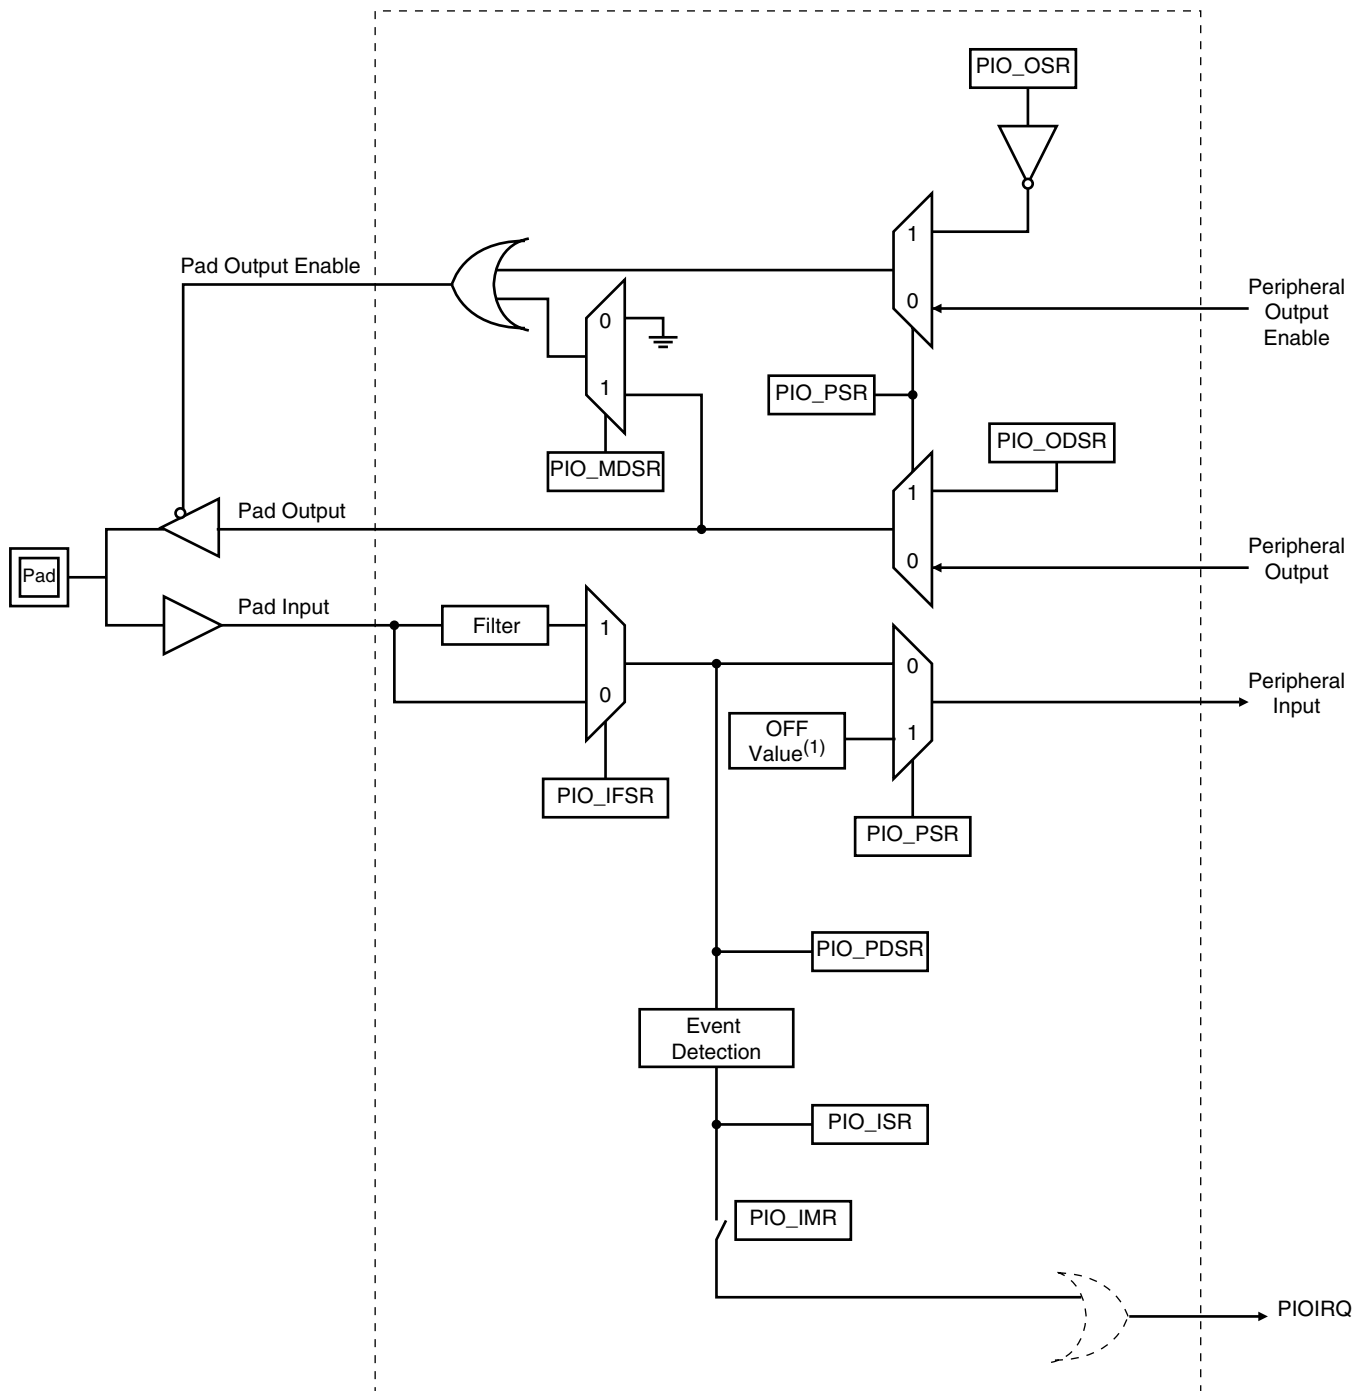 PIO_OSR
1
Pad Output Enable
0
Peripheral
Output
Enable
0
1
PIO_PSR
PIO_MDSR
PIO_ODSR
1
Pad Output
0
Peripheral
Output
Pad
Pad Input
Filter
1
0
0
Peripheral
Input
OFF
Value(1)
1
PIO_IFSR
PIO_PSR
PIO_PDSR
Event
Detection
PIO_ISR
PIO_IMR
PIOIRQ